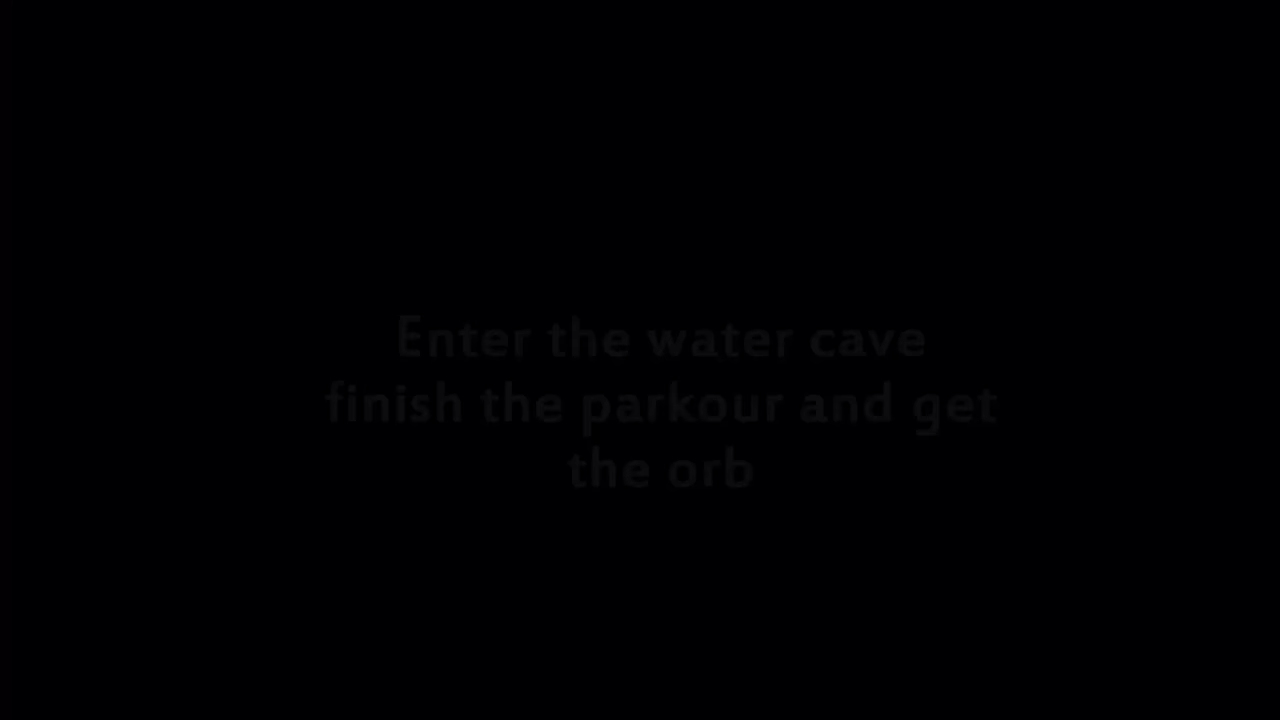 Enter the water cave
finish the parkour and get
the orb